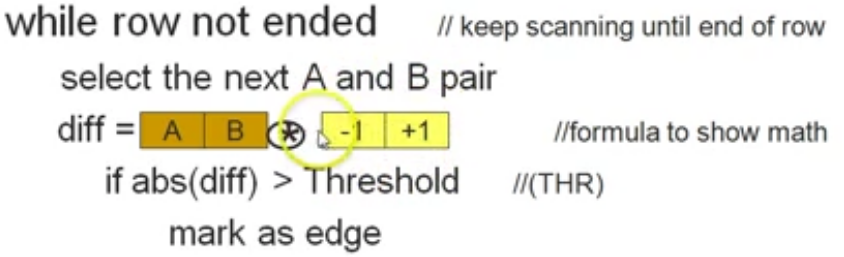 while row not ended // keep scanning until end of row
select the next A and B pair
diff = A B * -1 +1 //formula to show math
if abs(diff) > Threshold //(THR)
mark as edge